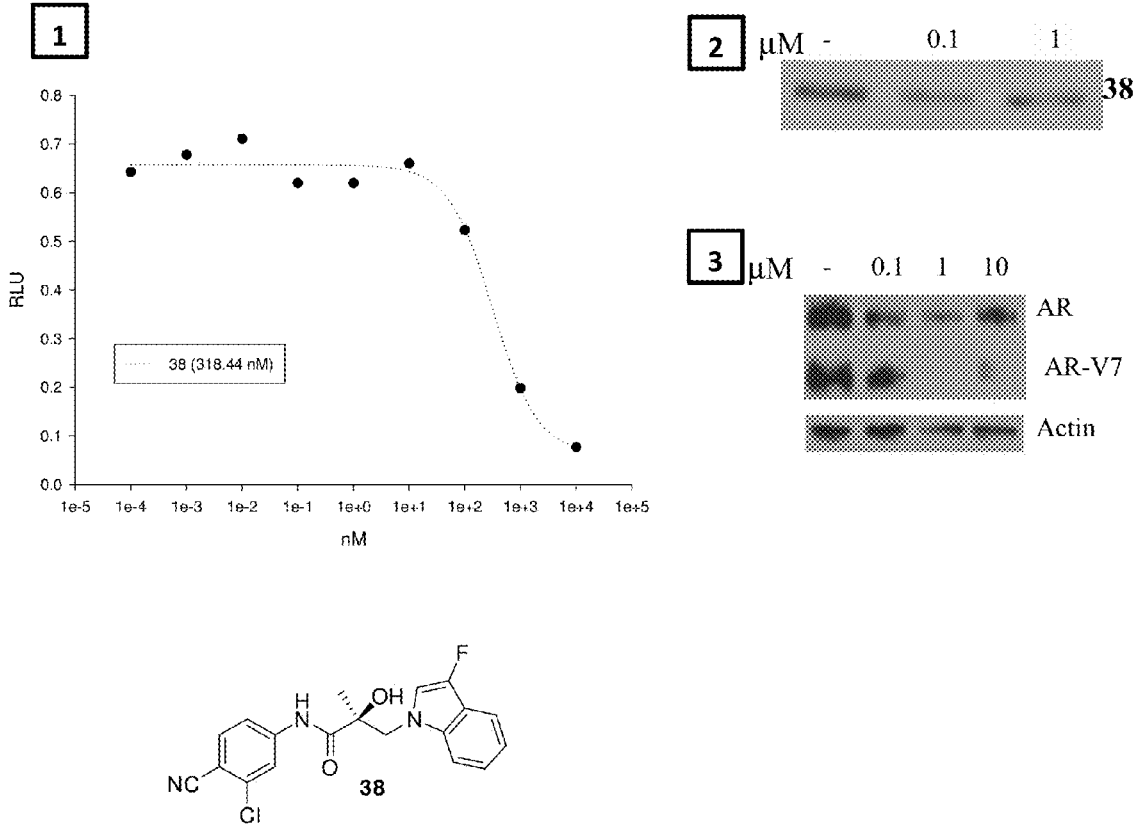 1
0.8
0.7
0.6
0.5
0.4
0.3
0.2
0.1
0.0
RLU
38 (318.44 nM)
1e-5 1e-4 1e-3 1e-2 1e-1 1e+0 1e+1 1e+2 1e+3 1e+4 1e+5
nM
2 μM - 0.1 1
38
3 μM - 0.1 1 10
AR
AR-V7
Actin
F
H
N
OH
N
O
NC
Cl
38